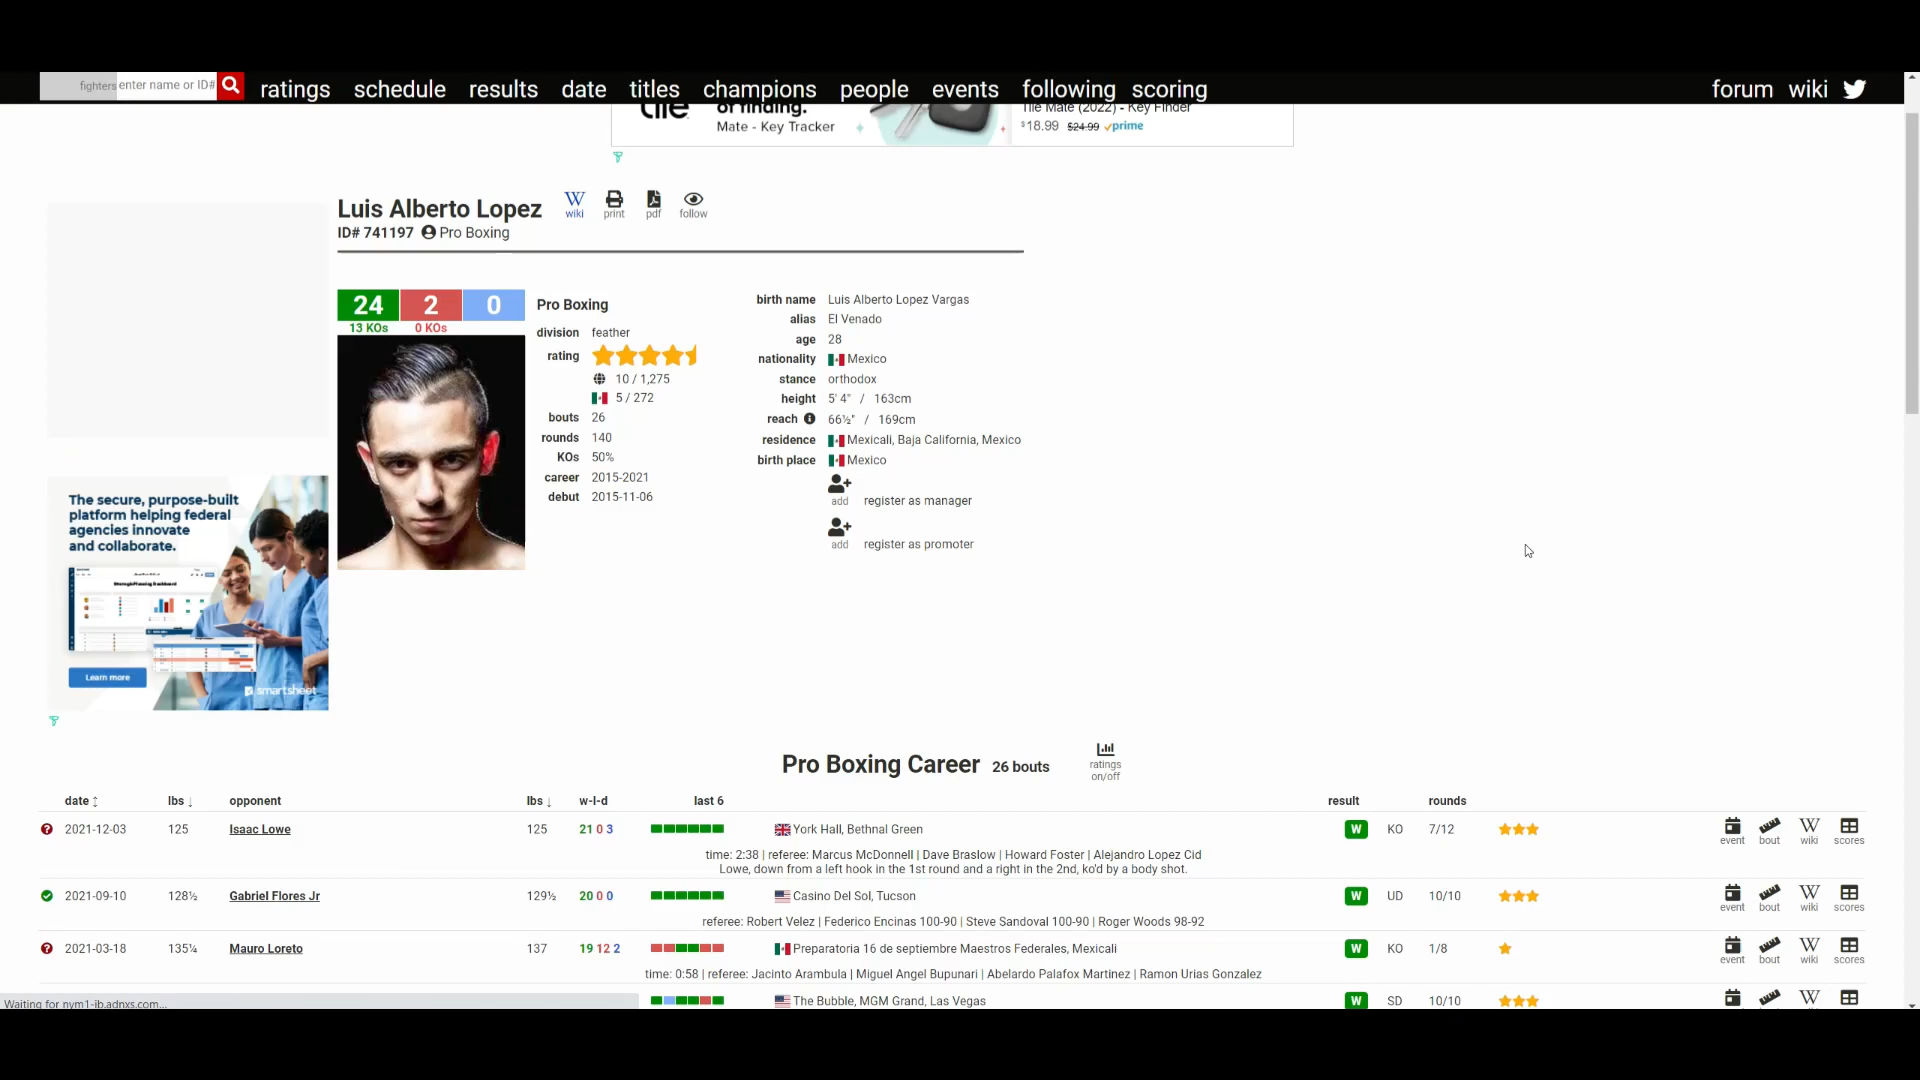 fighters enter name or ID# ratings schedule results date titles champions people events following scoring forum wiki
of finding. Tile Mate (2022) - Key Finder
Mate - Key Tracker $18.99 $24.99 prime
Luis Alberto Lopez wiki print pdf follow
ID# 741197 Pro Boxing
24 2 0
13 KOs 0 KOs
Pro Boxing
division feather
rating
10 / 1,275
5 / 272
bouts 26
rounds 140
KOs 50%
career 2015-2021
debut 2015-11-06
birth name Luis Alberto Lopez Vargas
alias El Venado
age 28
nationality Mexico
stance orthodox
height 5' 4" / 163cm
reach 66½" / 169cm
residence Mexicali, Baja California, Mexico
birth place Mexico
add register as manager
add register as promoter
The secure, purpose-built
platform helping federal
agencies innovate
and collaborate.
Learn more
smartsheet
Pro Boxing Career 26 bouts ratings
on/off
date lbs opponent lbs w-l-d last 6 result rounds
2021-12-03 125 Isaac Lowe 125 21 0 3 York Hall, Bethnal Green W KO 7/12 event bout wiki scores
time: 2:38 | referee: Marcus McDonnell | Dave Braslow | Howard Foster | Alejandro Lopez Cid
Lowe, down from a left hook in the 1st round and a right in the 2nd, ko'd by a body shot.
2021-09-10 128½ Gabriel Flores Jr 129½ 20 0 0 Casino Del Sol, Tucson W UD 10/10 event bout wiki scores
referee: Robert Velez | Federico Encinas 100-90 | Steve Sandoval 100-90 | Roger Woods 98-92
2021-03-18 135¼ Mauro Loreto 137 19 12 2 Preparatoria 16 de septiembre Maestros Federales, Mexicali W KO 1/8 event bout wiki scores
time: 0:58 | referee: Jacinto Arambula | Miguel Angel Bupunari | Abelardo Palafox Martinez | Ramon Urias Gonzalez
The Bubble, MGM Grand, Las Vegas W SD 10/10
Waiting for nym1-ib.adnxs.com...